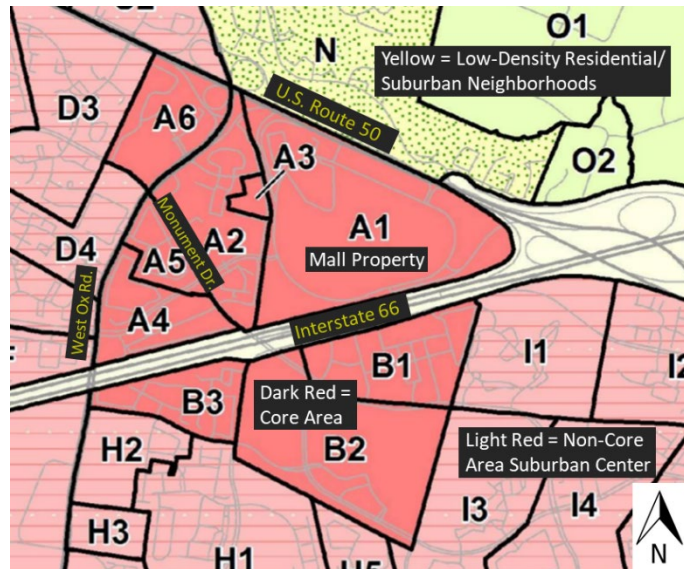 O1
N
Yellow = Low-Density Residential/
Suburban Neighborhoods
D3
A6
U.S. Route 50
A3
O2
A1
Mall Property
D4
A5
A2
Monument Dr.
West Ox Rd.
A4
Interstate 66
B1
I1
I2
B3
Dark Red =
Core Area
B2
Light Red = Non-Core
Area Suburban Center
H2
H3
H1
H5
I3
I4
N